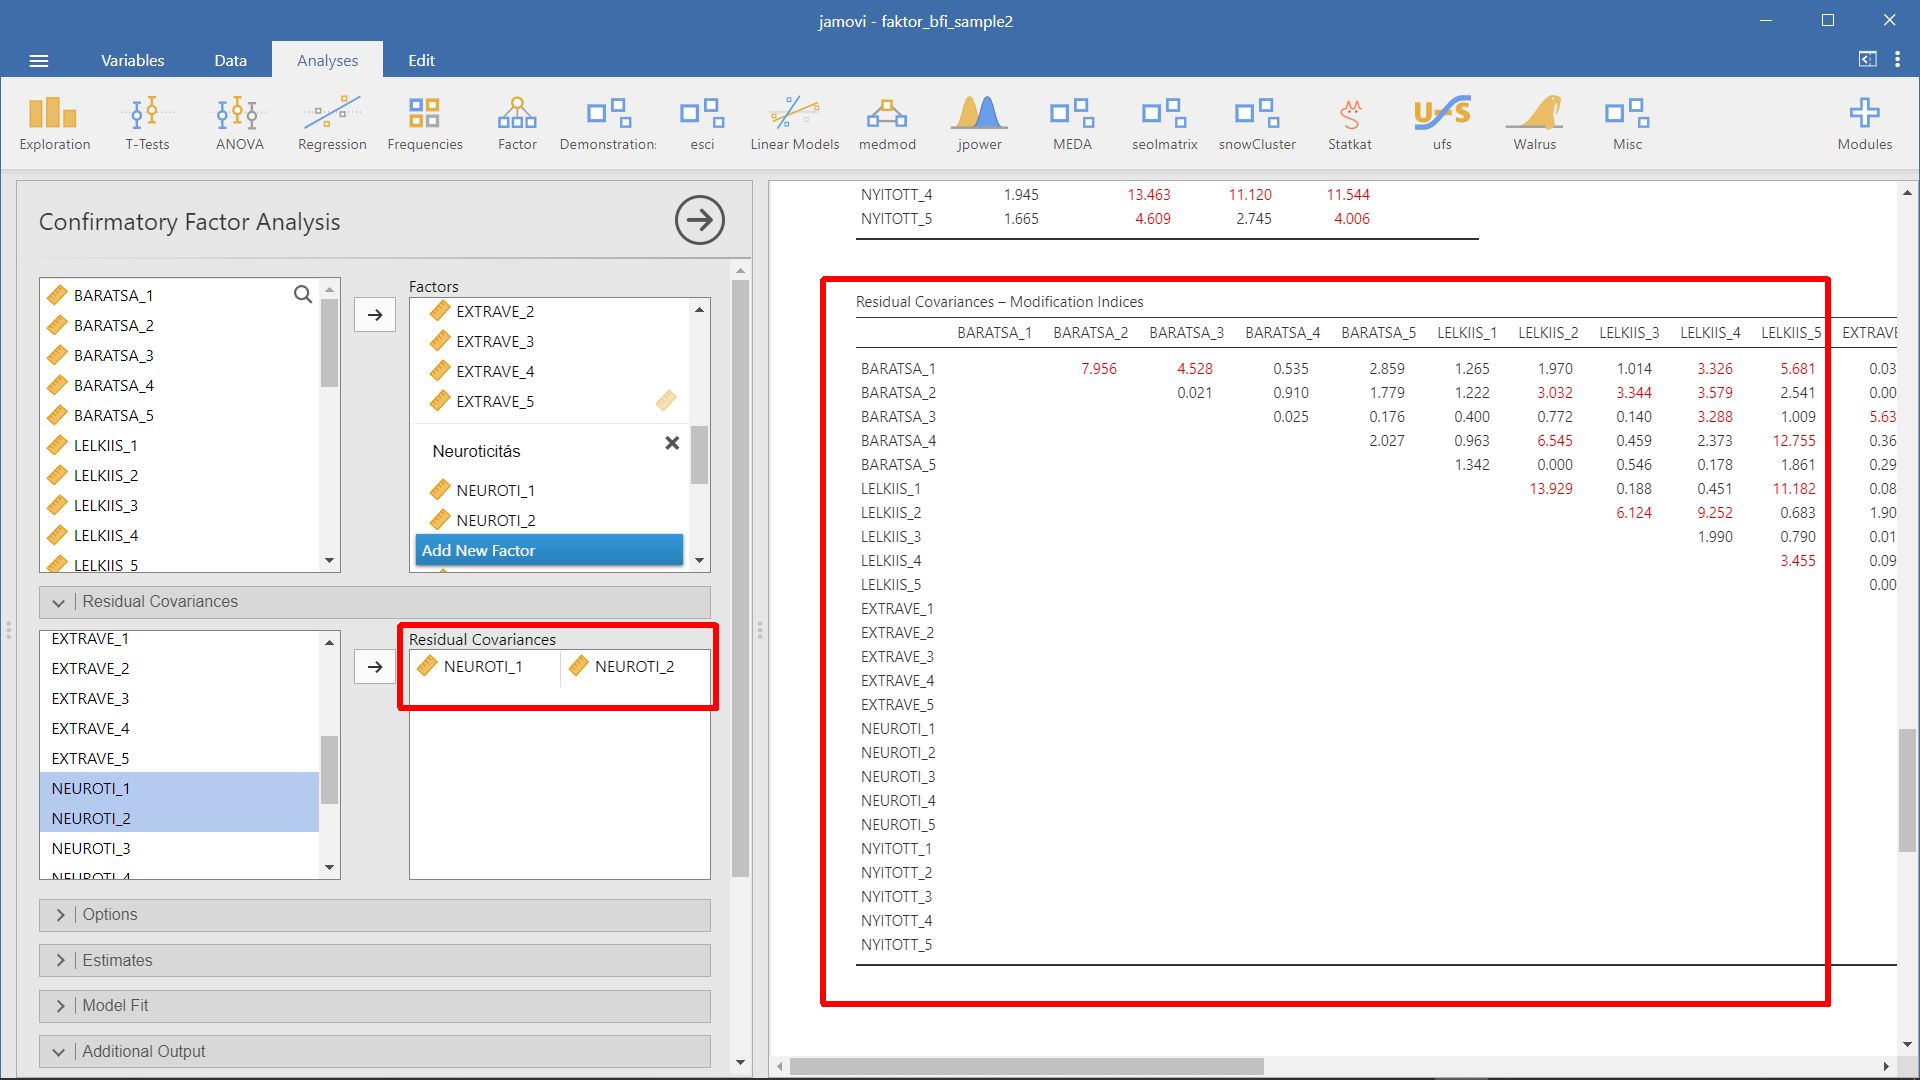 jamovi - faktor_bfi_sample2
Variables Data Analyses Edit
Exploration T-Tests ANOVA Regression Frequencies Factor Demonstrations esci Linear Models medmod jpower MEDA seolmatrix snowCluster Statkat ufs Walrus Misc Modules
Confirmatory Factor Analysis
BARATSA_1
BARATSA_2
BARATSA_3
BARATSA_4
BARATSA_5
LELKIIS_1
LELKIIS_2
LELKIIS_3
LELKIIS_4
LELKIIS_5
Factors
EXTRAVE_2
EXTRAVE_3
EXTRAVE_4
EXTRAVE_5
Neuroticitás
NEUROTI_1
NEUROTI_2
Add New Factor
Residual Covariances
EXTRAVE_1
EXTRAVE_2
EXTRAVE_3
EXTRAVE_4
EXTRAVE_5
NEUROTI_1
NEUROTI_2
NEUROTI_3
NEUROTI_4
Residual Covariances
NEUROTI_1 NEUROTI_2
Options
Estimates
Model Fit
Additional Output
NYITOTT_4 1.945 13.463 11.120 11.544
NYITOTT_5 1.665 4.609 2.745 4.006
Residual Covariances – Modification Indices
BARATSA_1 BARATSA_2 BARATSA_3 BARATSA_4 BARATSA_5 LELKIIS_1 LELKIIS_2 LELKIIS_3 LELKIIS_4 LELKIIS_5 EXTRAVE
BARATSA_1 7.956 4.528 0.535 2.859 1.265 1.970 1.014 3.326 5.681 0.03
BARATSA_2 0.021 0.910 1.779 1.222 3.032 3.344 3.579 2.541 0.00
BARATSA_3 0.025 0.176 0.400 0.772 0.140 3.288 1.009 5.63
BARATSA_4 2.027 0.963 6.545 0.459 2.373 12.755 0.36
BARATSA_5 1.342 0.000 0.546 0.178 1.861 0.29
LELKIIS_1 13.929 0.188 0.451 11.182 0.08
LELKIIS_2 6.124 9.252 0.683 1.90
LELKIIS_3 1.990 0.790 0.01
LELKIIS_4 3.455 0.09
LELKIIS_5 0.00
EXTRAVE_1
EXTRAVE_2
EXTRAVE_3
EXTRAVE_4
EXTRAVE_5
NEUROTI_1
NEUROTI_2
NEUROTI_3
NEUROTI_4
NEUROTI_5
NYITOTT_1
NYITOTT_2
NYITOTT_3
NYITOTT_4
NYITOTT_5